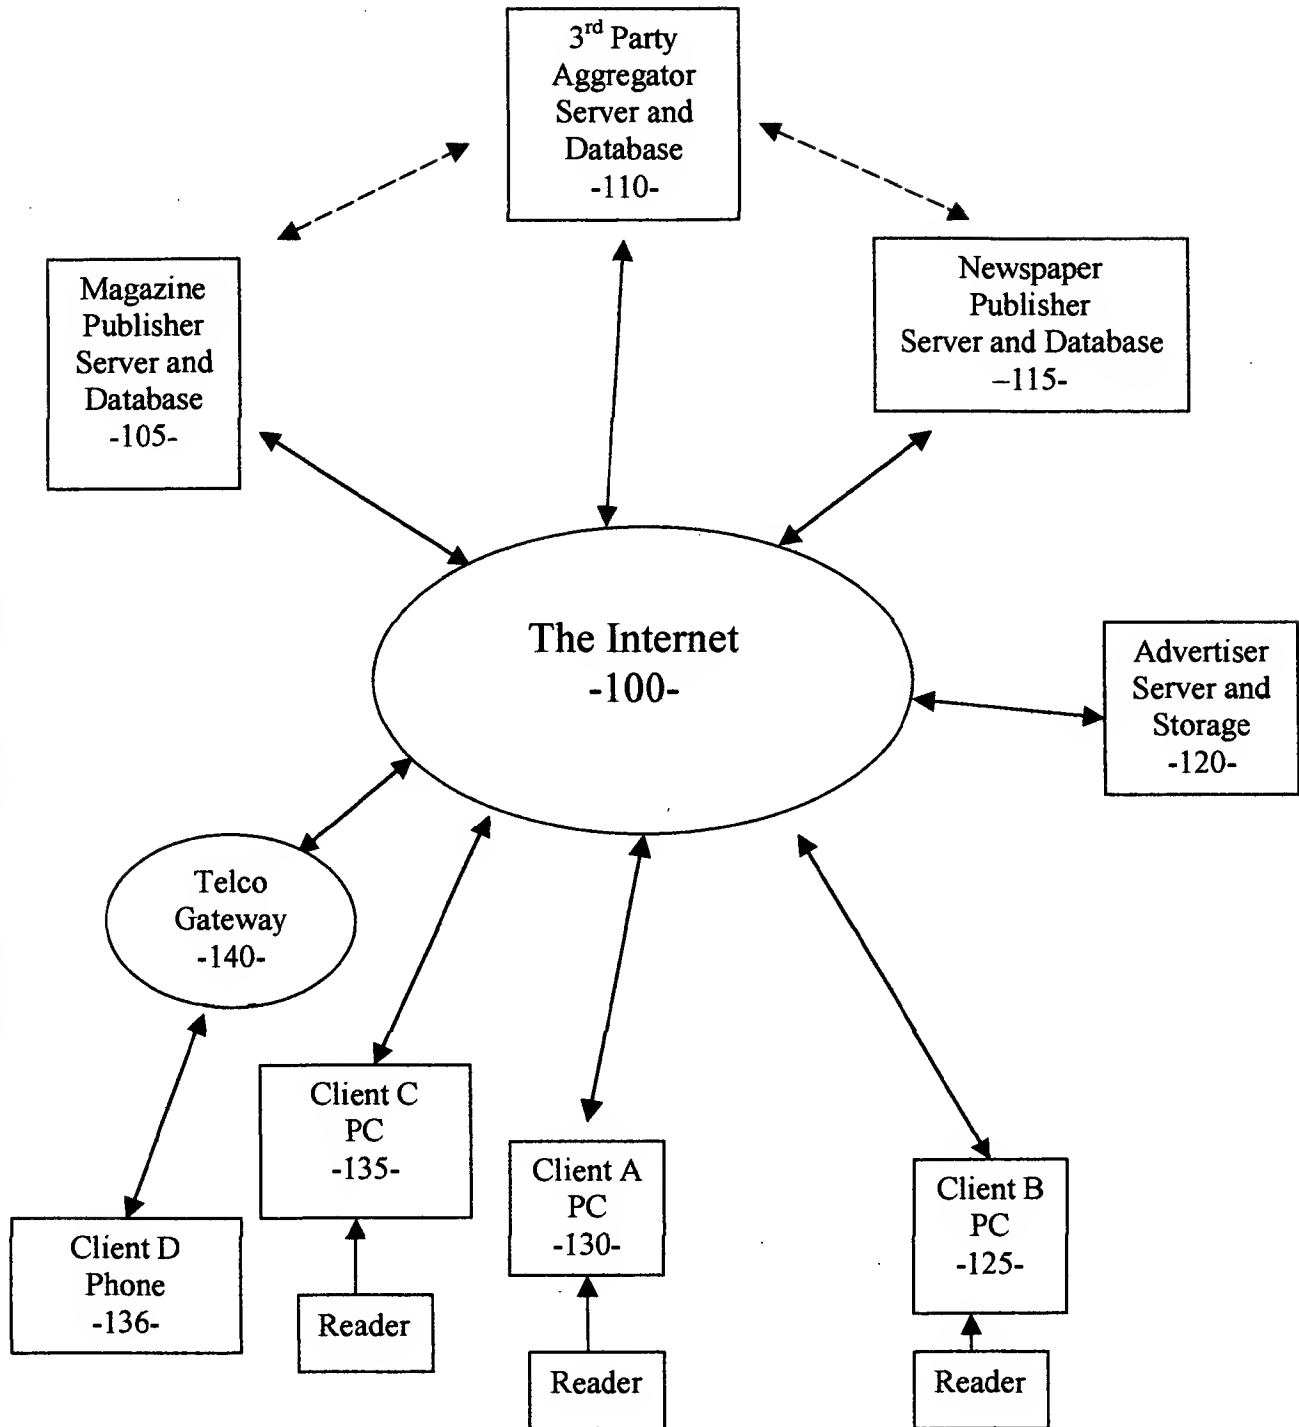 3rd Party
Aggregator
Server and
Database
-110-
Magazine
Publisher
Server and
Database
-105-
Newspaper
Publisher
Server and Database
–115-
The Internet
-100-
Advertiser
Server and
Storage
-120-
Telco
Gateway
-140-
Client C
PC
-135-
Client A
PC
-130-
Client B
PC
-125-
Client D
Phone
-136-
Reader
Reader
Reader